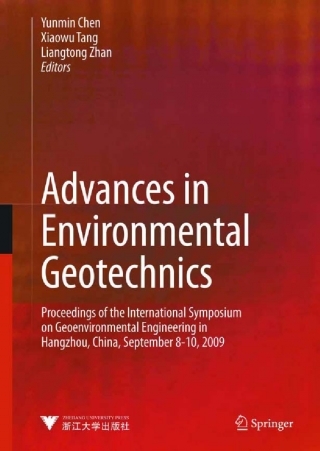 Yunmin Chen
Xiaowu Tang
Liangtong Zhan
Editors
Advances in
Environmental
Geotechnics
Proceedings of the International Symposium
on Geoenvironmental Engineering in
Hangzhou, China, September 8-10, 2009
ZHEJIANG UNIVERSITY PRESS
浙江大学出版社
Springer